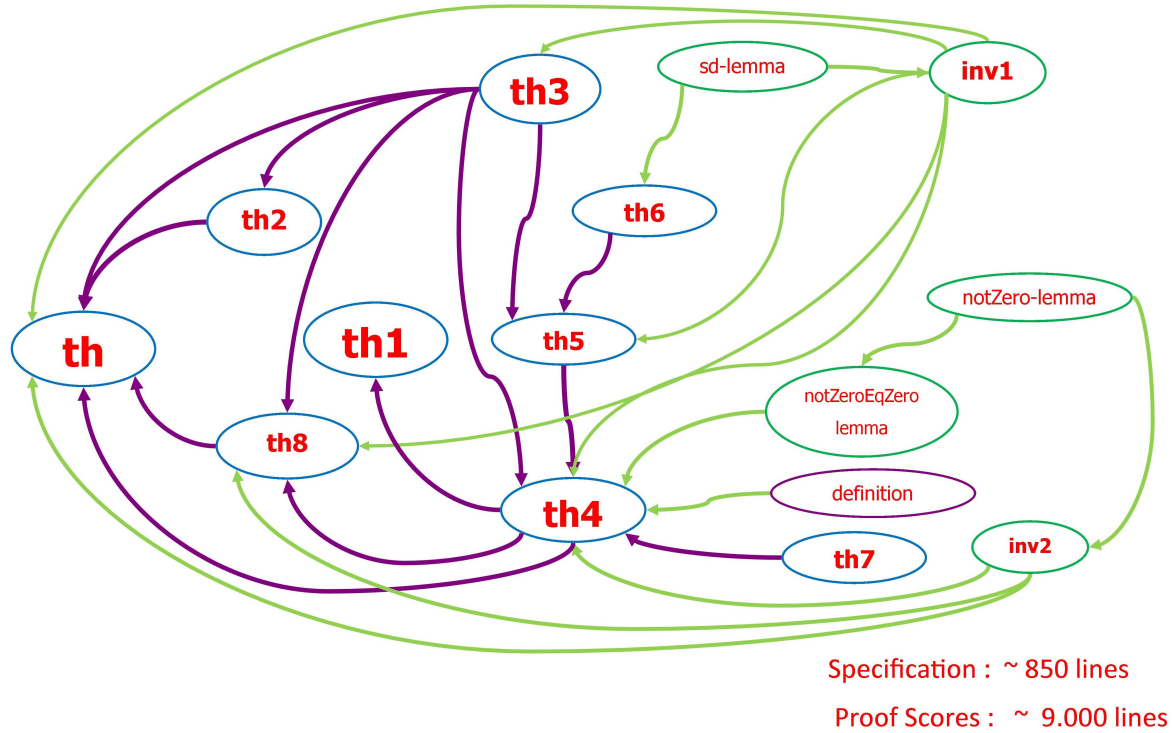 sd-lemma
inv1
th3
th2
th6
notZero-lemma
th
th1
th5
notZeroEqZero
lemma
th8
definition
th4
th7
inv2
Specification : ~ 850 lines
Proof Scores : ~ 9.000 lines